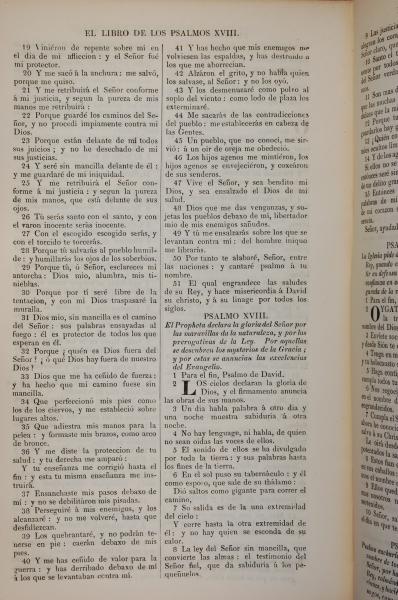 EL LIBRO DE LOS PSALMOS XVIII.
19 Viniéron de repente sobre mí en
el dia de mi afliccion : y el Señor fué
mi protector.
20 Y me sacó á la anchura : me salvó,
porque me quiso.
21 Y me retribuirá el Señor conforme
á mi justicia, y segun la pureza de mis
manos me retribuirá :
22 Porque guardé los caminos del Se-
ñor, y no procedí impíamente contra mi
Dios.
23 Porque están delante de mí todos
sus juicios ; y no he desechado de mí
sus justicias.
24 Y seré sin mancilla delante de él :
y me guardaré de mi iniquidad.
25 Y me retribuirá el Señor con-
forme á mi justicia : y segun la pureza
de mis manos, que está delante de sus
ojos.
26 Tú serás santo con el santo, y con
el varon inocente serás inocente.
27 Con el escogido escogido serás, y
con el torcido te torcerás.
28 Porque tú salvarás al pueblo humil-
de : y humillarás los ojos de los soberbios.
29 Porque tú, ó Señor, esclareces mi
antorcha : Dios mio, alumbra, mis ti-
nieblas.
30 Porque por tí seré libre de la
tentacion, y con mi Dios traspasaré la
muralla.
31 Dios mio, sin mancilla es el camino
del Señor : sus palabras ensayadas al
fuego : él es protector de todos los que
esperan en él.
32 Porque ¿ quién es Dios fuera del
Señor ? ¿ ó qué Dios hay fuera de nuestro
Dios ?
33 Dios que me ha ceñido de fuerza :
y ha hecho que mi camino fuese sin
mancilla.
34 Que perfeccionó mis pies como
los de los ciervos, y me estableció sobre
lugares altos.
35 Que adiestra mis manos para la
pelea : y formaste mis brazos, como arco
de bronce.
36 Y me diste la proteccion de tu
salud : y tu derecha me amparó :
Y tu enseñanza me corrigió hasta el
fin : y esta tu misma enseñanza me ins-
truirá.
37 Ensanchaste mis pasos debaxo de
mí : y no se debilitáron mis pisadas.
38 Perseguiré á mis enemigos, y los
alcanzaré : y no me volveré, hasta que
desfallezcan.
39 Los quebrantaré, y no podrán te-
nerse en pie : caerán debaxo de mis
pies.
40 Y me has ceñido de valor para la
guerra : y has derribado debaxo de mí
á los que se levantaban contra mí.
41 Y has hecho que mis enemigos me
volviesen las espaldas, y has destruido á
los que me aborrecian.
42 Alzáron el grito, y no habia quien
los salvase, al Señor : y no los oyó.
43 Y los desmenuzaré como polvo al
soplo del viento : como lodo de plaza los
exterminaré.
44 Me sacarás de las contradicciones
del pueblo : me establecerás en cabeza de
las Gentes.
45 Un pueblo, que no conocí, me sir-
vió : á un oir de oreja me obedeció.
46 Los hijos agenos me mintiéron, los
hijos agenos se envejeciéron, y coxeáron
de sus senderos.
47 Vive el Señor, y sea bendito mi
Dios, y sea ensalzado el Dios de mi
salud.
48 Dios que me das venganzas, y su-
jetas los pueblos debaxo de mí, libertador
mio de mis enemigos sañudos.
49 Y tú me ensalzarás sobre los que se
levantan contra mí : del hombre iniquo
me librarás.
50 Por tanto te alabaré, Señor, entre
las naciones : y cantaré psalmo á tu
nombre.
51 El qual engrandece las saludes
de su Rey, y hace misericordia á David
su christo, y á su linage por todos los
siglos.
PSALMO XVIII.
El Prophéta declara la gloria del Señor por
las maravillas de la naturaleza, y por las
prerogativas de la Ley. Por aquellas
se descubren los mysterios de la Gracia ;
y por estas se anuncian las excelencias
del Evangelio.
1 Para el fin, Psalmo de David.
2 LOS cielos declaran la gloria de
Dios, y el firmamento anuncia
las obras de sus manos.
3 Un dia habla palabra á otro dia y
una noche muestra sabiduría á otra
noche.
4 No hay lenguage, ni habla, de quien
no sean oidas las voces de ellos.
5 El sonido de ellos se ha divulgado
por toda la tierra : y sus palabras hasta
los fines de la tierra.
6 En el sol puso su tabernáculo : y él
como esposo, que sale de su thálamo :
Dió saltos como gigante para correr el
camino,
7 Su salida es de la una extremidad
del cielo :
Y corre hasta la otra extremidad de
él : y no hay quien se esconda de su
calor.
8 La ley del Señor sin mancilla, que
convierte las almas : el testimonio del
Señor fiel, que da sabiduría á los pe-
queñuelos.